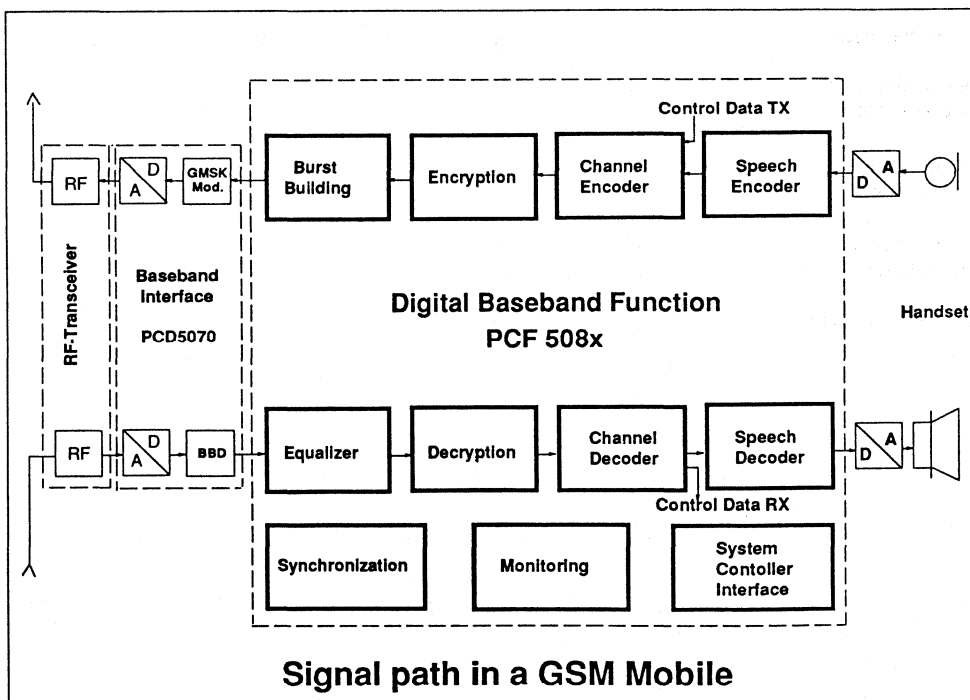 Control Data TX
RF
D
A
GMSK
Mod.
Burst
Building
Encryption
Channel
Encoder
Speech
Encoder
A
D
RF-Transceiver
Baseband
Interface
PCD5070
Digital Baseband Function
PCF 508x
Handset
RF
D
A
BBD
Equalizer
Decryption
Channel
Decoder
Speech
Decoder
A
D
Control Data RX
Synchronization
Monitoring
System
Contoller
Interface
Signal path in a GSM Mobile